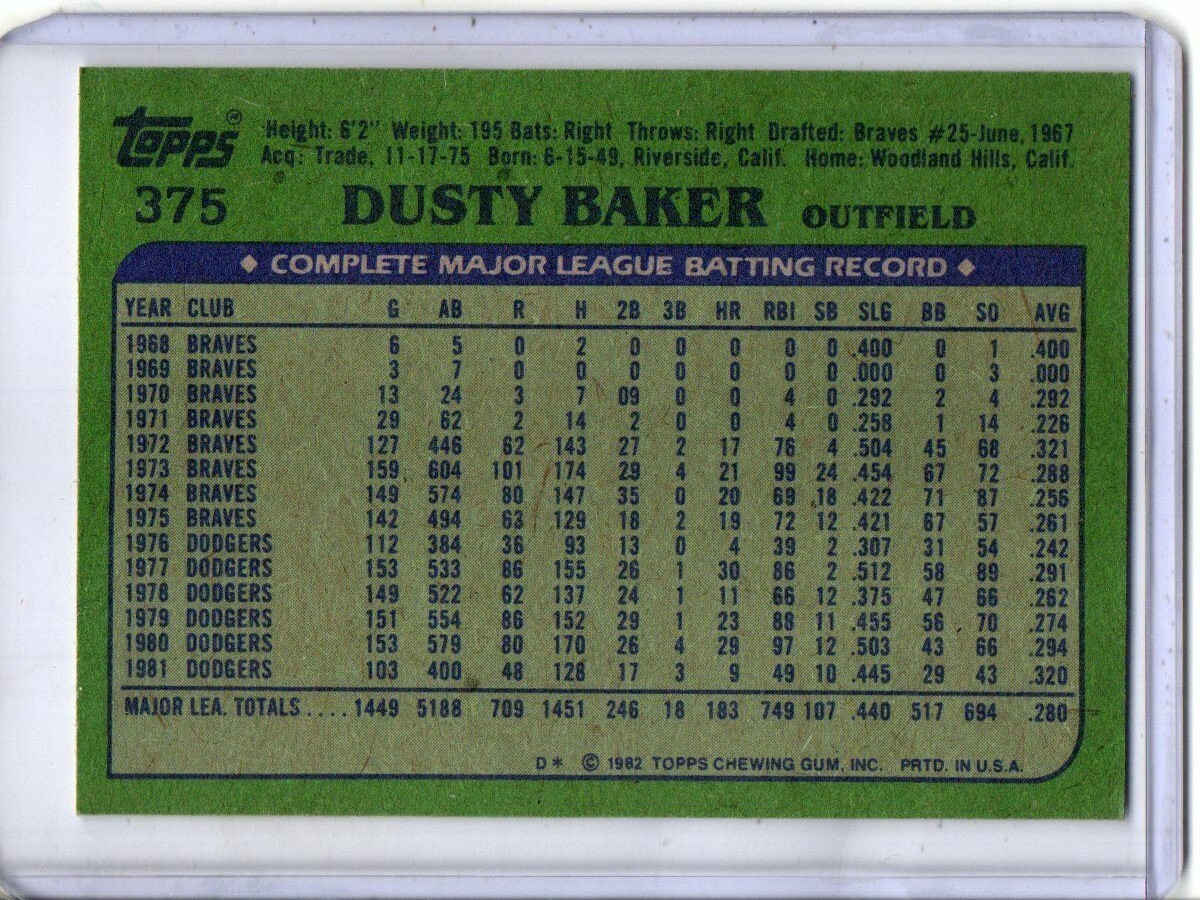 Topps® Height: 6'2" Weight: 195 Bats: Right Throws: Right Drafted: Braves #25-June, 1967
Acq: Trade, 11-17-75 Born: 6-15-49, Riverside, Calif. Home: Woodland Hills, Calif.
375 DUSTY BAKER OUTFIELD
♦ COMPLETE MAJOR LEAGUE BATTING RECORD ♦
YEAR CLUB G AB R H 2B 3B HR RBI SB SLG BB SO AVG
1968 BRAVES 6 5 0 2 0 0 0 0 0 .400 0 1 .400
1969 BRAVES 3 7 0 0 0 0 0 0 0 .000 0 3 .000
1970 BRAVES 13 24 3 7 09 0 0 4 0 .292 2 4 .292
1971 BRAVES 29 62 2 14 2 0 0 4 0 .258 1 14 .226
1972 BRAVES 127 446 62 143 27 2 17 76 4 .504 45 68 .321
1973 BRAVES 159 604 101 174 29 4 21 99 24 .454 67 72 .288
1974 BRAVES 149 574 80 147 35 0 20 69 18 .422 71 87 .256
1975 BRAVES 142 494 63 129 18 2 19 72 12 .421 67 57 .261
1976 DODGERS 112 384 36 93 13 0 4 39 2 .307 31 54 .242
1977 DODGERS 153 533 86 155 26 1 30 86 2 .512 58 89 .291
1978 DODGERS 149 522 62 137 24 1 11 66 12 .375 47 66 .262
1979 DODGERS 151 554 86 152 29 1 23 88 11 .455 56 70 .274
1980 DODGERS 153 579 80 170 26 4 29 97 12 .503 43 66 .294
1981 DODGERS 103 400 48 128 17 3 9 49 10 .445 29 43 .320
MAJOR LEA. TOTALS .... 1449 5188 709 1451 246 18 183 749 107 .440 517 694 .280
D* © 1982 TOPPS CHEWING GUM, INC. PRTD. IN U.S.A.